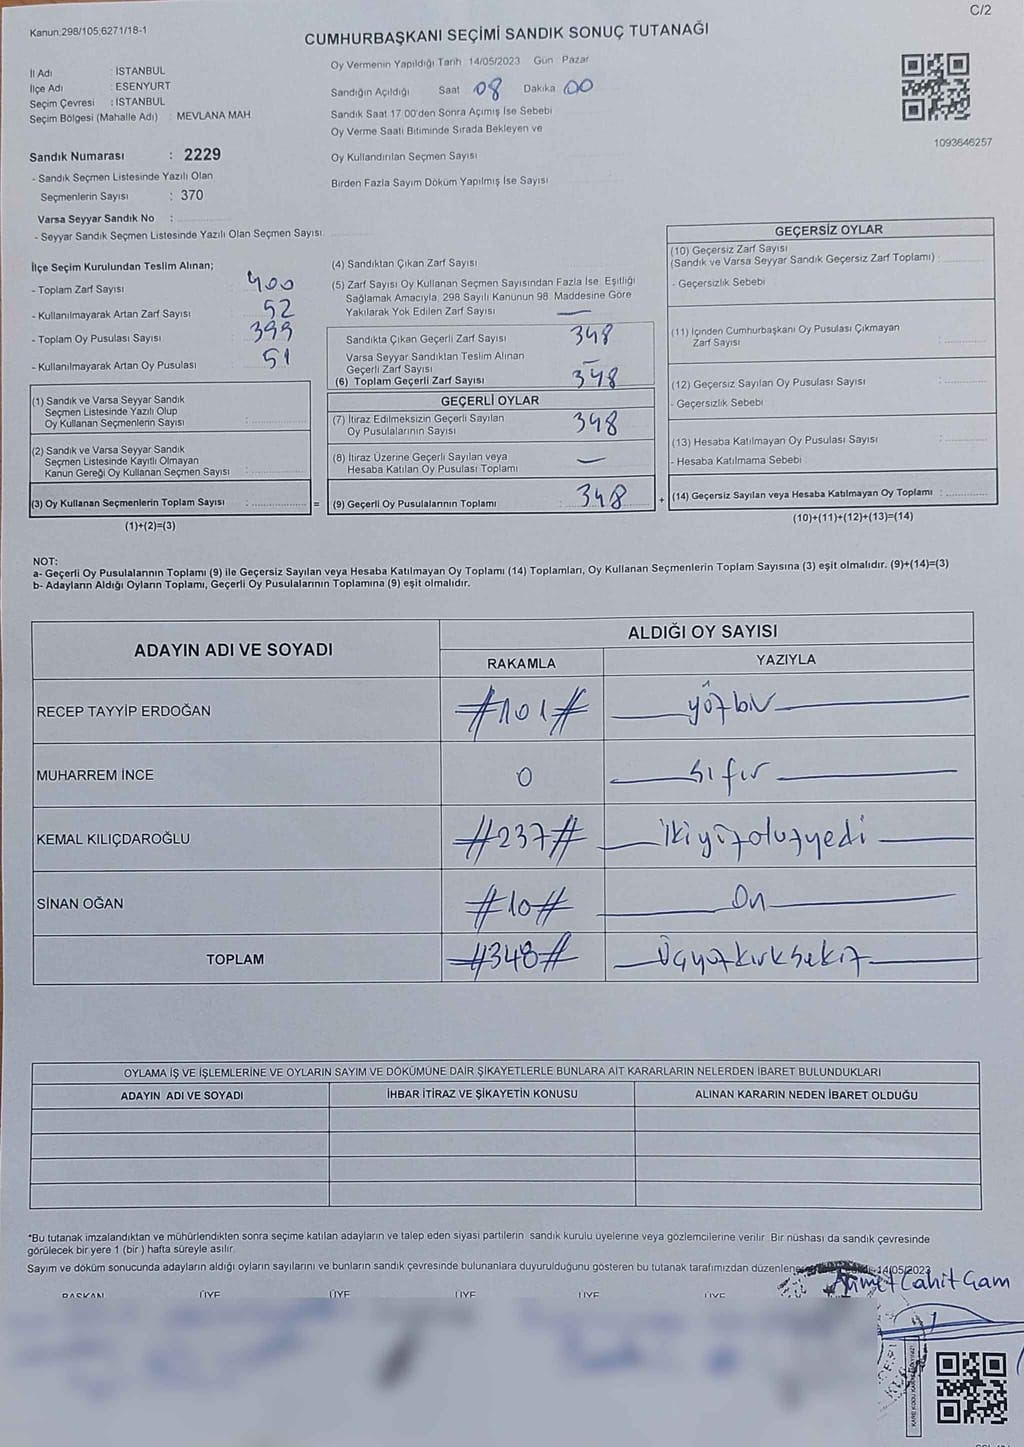 C/2
Kanun.298/105,6271/18-1
CUMHURBAŞKANI SEÇİMİ SANDIK SONUÇ TUTANAĞI
İl Adı : İSTANBUL
İlçe Adı : ESENYURT
Seçim Çevresi : İSTANBUL
Seçim Bölgesi (Mahalle Adı) : MEVLANA MAH
Sandık Numarası : 2229
- Sandık Seçmen Listesinde Yazılı Olan
Seçmenlerin Sayısı : 370
Varsa Seyyar Sandık No :
- Seyyar Sandık Seçmen Listesinde Yazılı Olan Seçmen Sayısı:
Oy Vermenin Yapıldığı Tarih 14/05/2023 Gün Pazar
Sandığın Açıldığı Saat 08 Dakika 00
Sandık Saat 17:00'den Sonra Açımış İse Sebebi
Oy Verme Saati Bitiminde Sırada Bekleyen ve
Oy Kullandırılan Seçmen Sayısı
Birden Fazla Sayım Döküm Yapılmış İse Sayısı
1093646257
İlçe Seçim Kurulundan Teslim Alınan;
- Toplam Zarf Sayısı 400
- Kullanılmayarak Artan Zarf Sayısı 52
- Toplam Oy Pusulası Sayısı 399
- Kullanılmayarak Artan Oy Pusulası 51
(1) Sandık ve Varsa Seyyar Sandık
Seçmen Listesinde Yazılı Olup
Oy Kullanan Seçmenlerin Sayısı :
(2) Sandık ve Varsa Seyyar Sandık
Seçmen Listesinde Kayıtlı Olmayan
Kanun Gereği Oy Kullanan Seçmen Sayısı :
(3) Oy Kullanan Seçmenlerin Toplam Sayısı : =
(1)+(2)=(3)
(4) Sandıktan Çıkan Zarf Sayısı
(5) Zarf Sayısı Oy Kullanan Seçmen Sayısından Fazla İse, Eşitliği
Sağlamak Amacıyla, 298 Sayılı Kanunun 98. Maddesine Göre
Yakılarak Yok Edilen Zarf Sayısı —
Sandıkta Çıkan Geçerli Zarf Sayısı 348
Varsa Seyyar Sandıktan Teslim Alınan
Geçerli Zarf Sayısı —
(6) Toplam Geçerli Zarf Sayısı 348
GEÇERLİ OYLAR
(7) İtiraz Edilmeksizin Geçerli Sayılan
Oy Pusulalarının Sayısı 348
(8) İtiraz Üzerine Geçerli Sayılan veya
Hesaba Katılan Oy Pusulası Toplamı —
(9) Geçerli Oy Pusulalarının Toplamı 348 +
GEÇERSİZ OYLAR
(10) Geçersiz Zarf Sayısı
(Sandık ve Varsa Seyyar Sandık Geçersiz Zarf Toplamı) :
- Geçersizlik Sebebi
(11) İçinden Cumhurbaşkanı Oy Pusulası Çıkmayan
Zarf Sayısı :
(12) Geçersiz Sayılan Oy Pusulası Sayısı :
- Geçersizlik Sebebi
(13) Hesaba Katılmayan Oy Pusulası Sayısı :
- Hesaba Katılmama Sebebi :
(14) Geçersiz Sayılan veya Hesaba Katılmayan Oy Toplamı :
(10)+(11)+(12)+(13)=(14)
NOT:
a- Geçerli Oy Pusulalarının Toplamı (9) ile Geçersiz Sayılan veya Hesaba Katılmayan Oy Toplamı (14) Toplamları, Oy Kullanan Seçmenlerin Toplam Sayısına (3) eşit olmalıdır. (9)+(14)=(3)
b- Adayların Aldığı Oyların Toplamı, Geçerli Oy Pusulalarının Toplamına (9) eşit olmalıdır.
ADAYIN ADI VE SOYADI ALDIĞI OY SAYISI
RAKAMLA YAZIYLA
RECEP TAYYİP ERDOĞAN #101# yüzbir
MUHARREM İNCE 0 Sıfır
KEMAL KILIÇDAROĞLU #237# ikiyüzotuzyedi
SİNAN OĞAN #10# On
TOPLAM #348# Üçyüzkırksekiz
OYLAMA İŞ VE İŞLEMLERİNE VE OYLARIN SAYIM VE DÖKÜMÜNE DAİR ŞİKAYETLERLE BUNLARA AİT KARARLARIN NELERDEN İBARET BULUNDUKLARI
ADAYIN ADI VE SOYADI İHBAR İTİRAZ VE ŞİKAYETİN KONUSU ALINAN KARARIN NEDEN İBARET OLDUĞU
*Bu tutanak imzalandıktan ve mühürlendikten sonra seçime katılan adayların ve talep eden siyasi partilerin sandık kurulu üyelerine veya gözlemcilerine verilir. Bir nüshası da sandık çevresinde
görülecek bir yere 1 (bir) hafta süreyle asılır.
Sayım ve döküm sonucunda adayların aldığı oyların sayılarını ve bunların sandık çevresinde bulunanlara duyurulduğunu gösteren bu tutanak tarafımızdan 14/05/2023
Ahmet Cahit Gam
BAŞKAN ÜYE ÜYE ÜYE ÜYE ÜYE